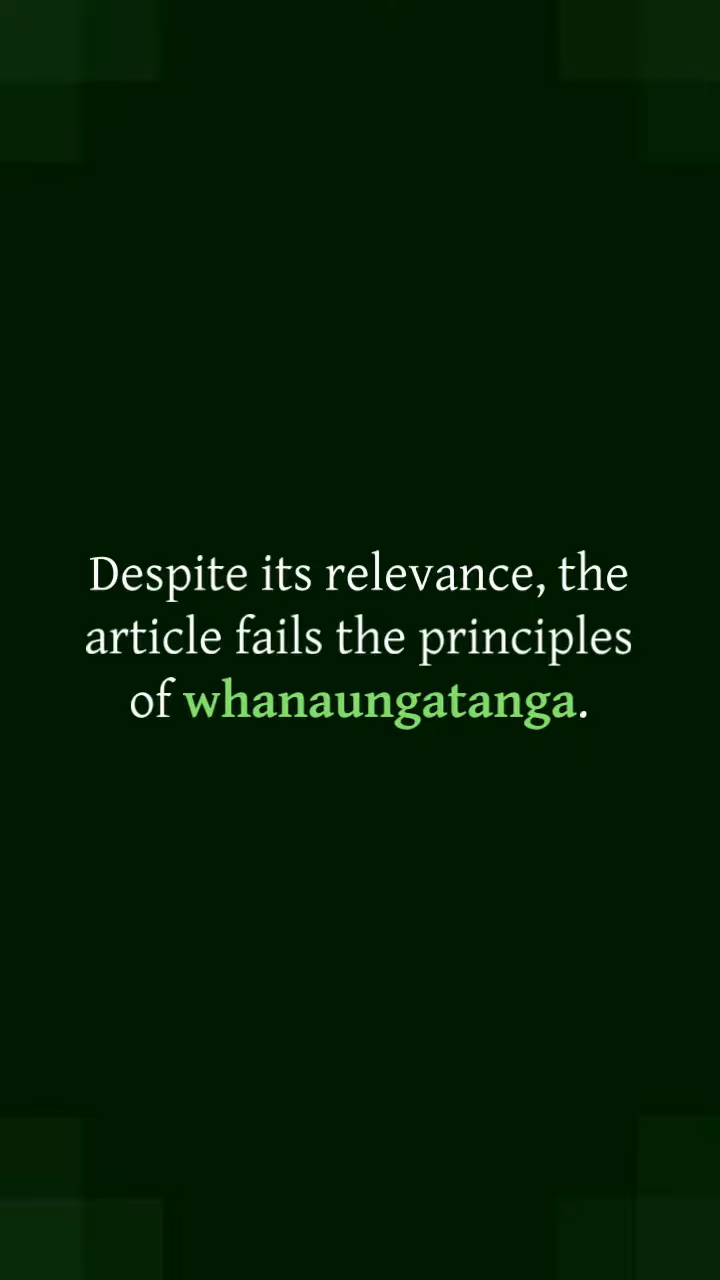 Despite its relevance, the
article fails the principles
of whanaungatanga.